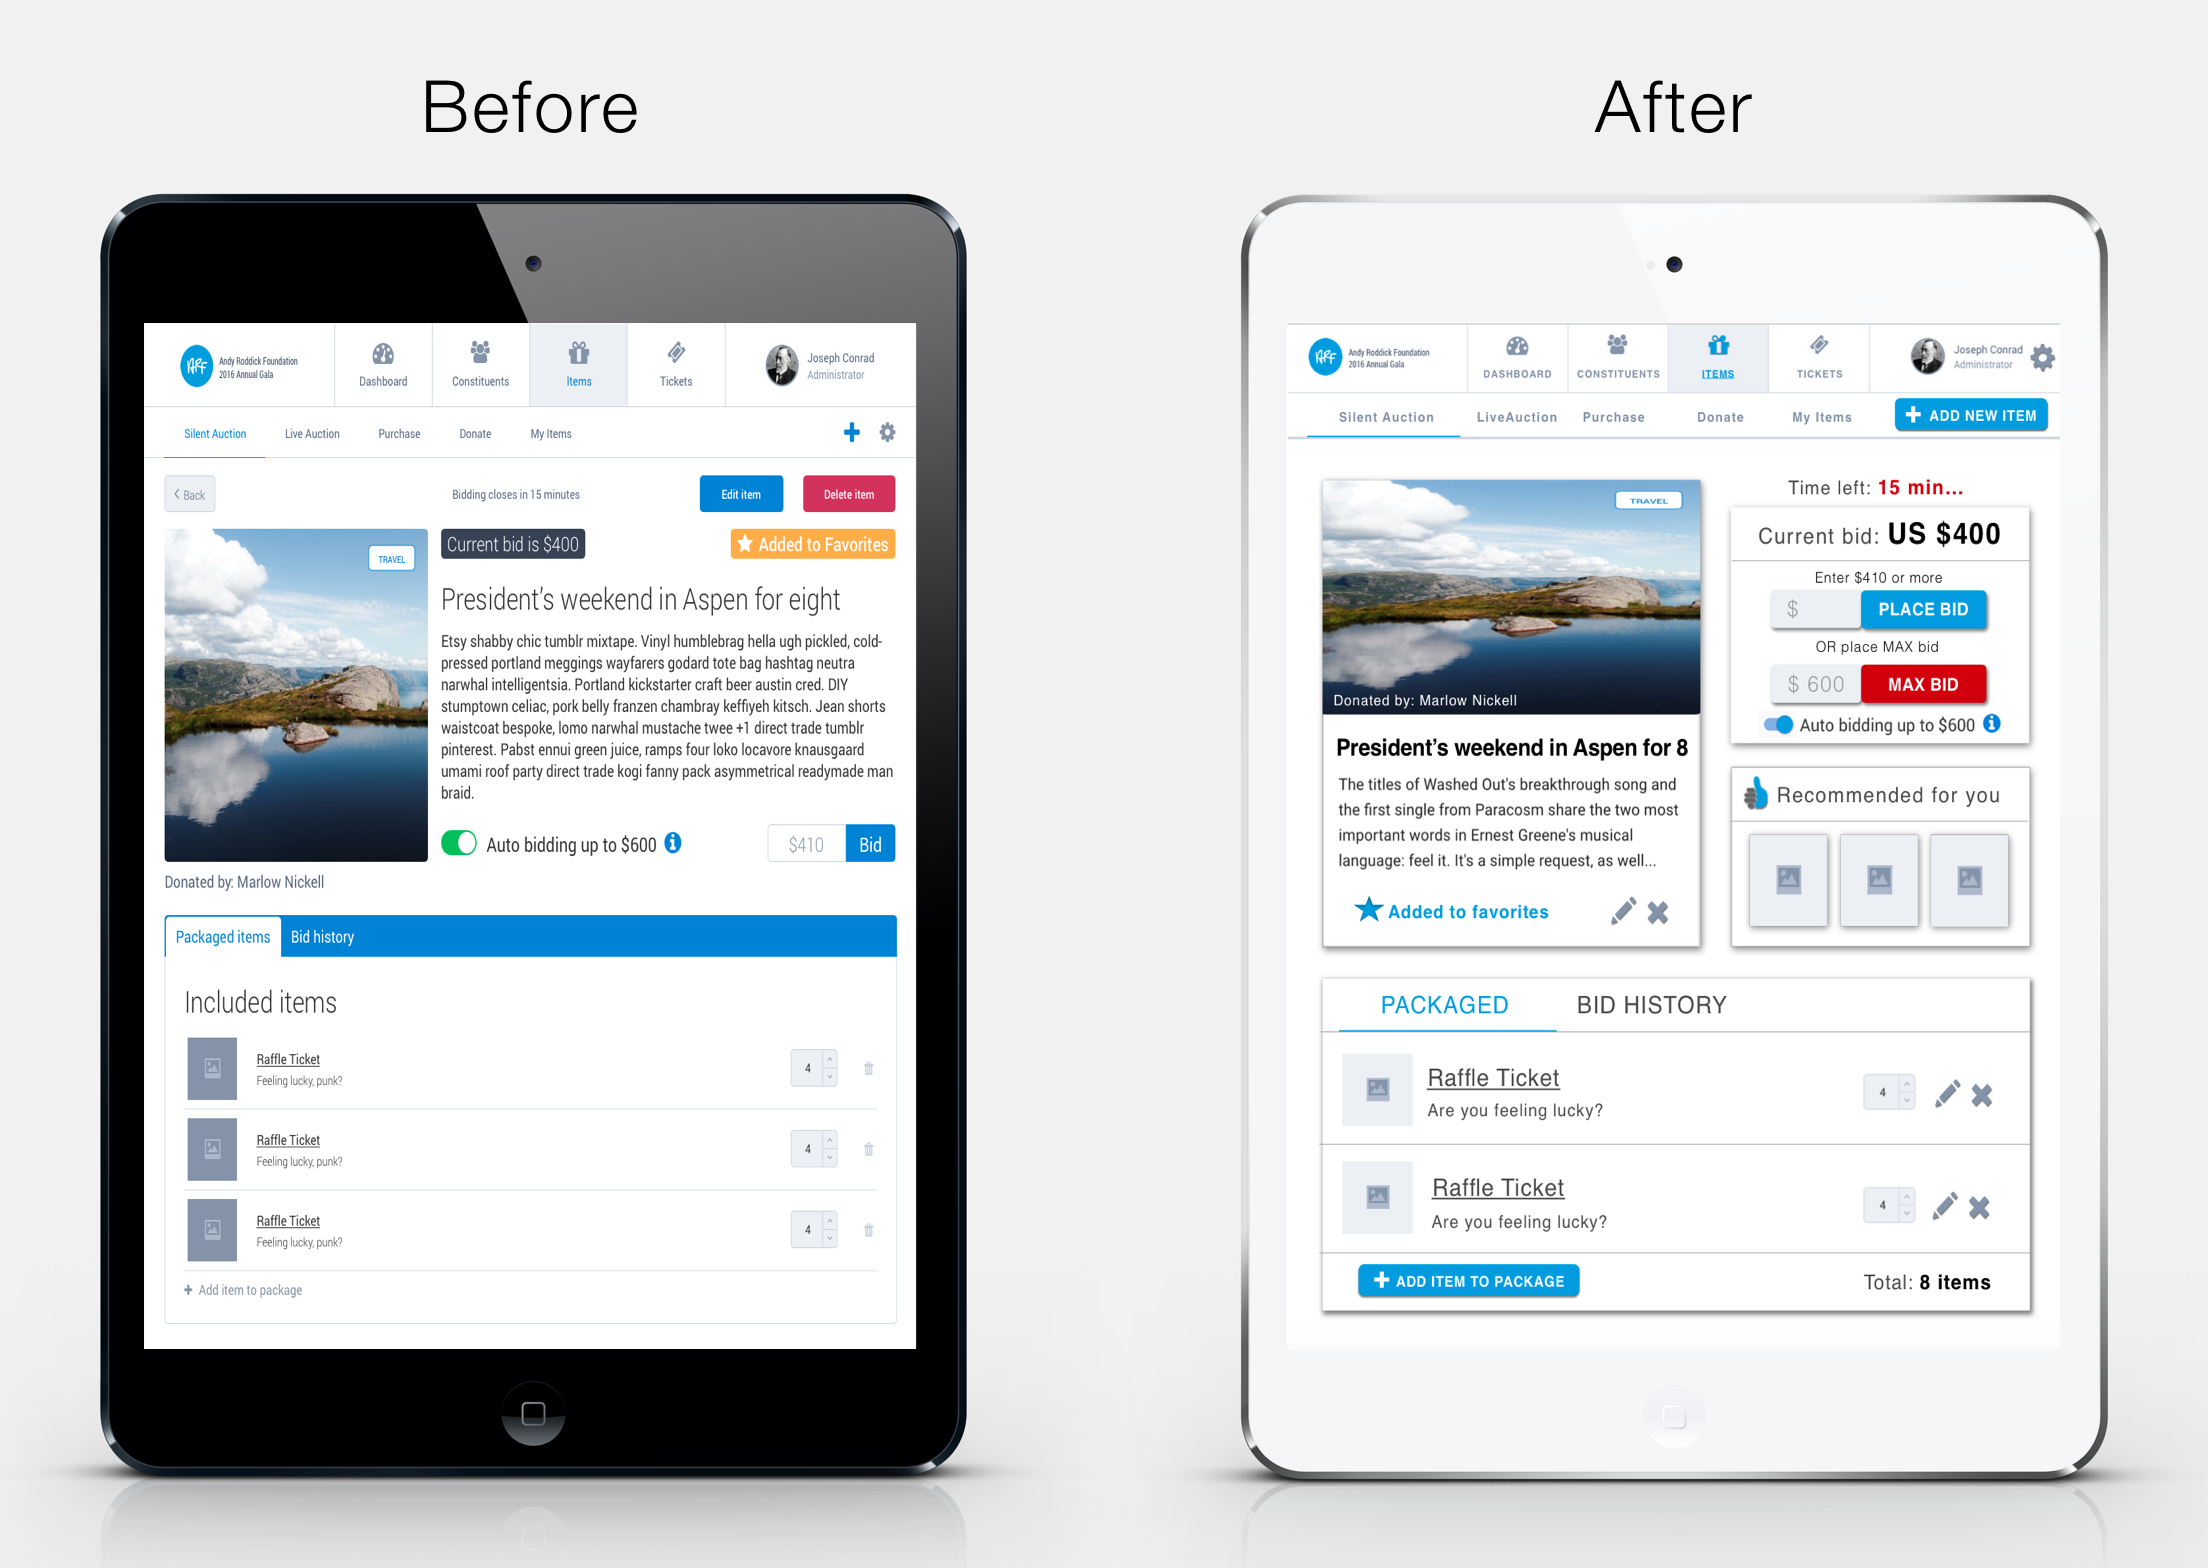 Before
After
ARF
Andy Roddick Foundation
2016 Annual Gala
Dashboard
Constituents
Items
Tickets
Joseph Conrad
Administrator
Silent Auction
Live Auction
Purchase
Donate
My Items
Back
Bidding closes in 15 minutes
Edit item
Delete item
TRAVEL
Current bid is $400
Added to Favorites
President's weekend in Aspen for eight
Etsy shabby chic tumblr mixtape. Vinyl humblebrag hella ugh pickled, cold-
pressed portland meggings wayfarers godard tote bag hashtag neutra
narwhal intelligentsia. Portland kickstarter craft beer austin cred. DIY
stumptown celiac, pork belly franzen chambray keffiyeh kitsch. Jean shorts
waistcoat bespoke, lomo narwhal mustache twee +1 direct trade tumblr
pinterest. Pabst ennui green juice, ramps four loko locavore knausgaard
umami roof party direct trade kogi fanny pack asymmetrical readymade man
braid.
Auto bidding up to $600
$410
Bid
Donated by: Marlow Nickell
Packaged items
Bid history
Included items
Raffle Ticket
Feeling lucky, punk?
4
Raffle Ticket
Feeling lucky, punk?
4
Raffle Ticket
Feeling lucky, punk?
4
+ Add item to package
ARF
Andy Roddick Foundation
2016 Annual Gala
DASHBOARD
CONSTITUENTS
ITEMS
TICKETS
Joseph Conrad
Administrator
Silent Auction
LiveAuction
Purchase
Donate
My Items
+ ADD NEW ITEM
TRAVEL
Donated by: Marlow Nickell
President's weekend in Aspen for 8
The titles of Washed Out's breakthrough song and
the first single from Paracosm share the two most
important words in Ernest Greene's musical
language: feel it. It's a simple request, as well...
Added to favorites
Time left: 15 min...
Current bid: US $400
Enter $410 or more
$
PLACE BID
OR place MAX bid
$ 600
MAX BID
Auto bidding up to $600
Recommended for you
PACKAGED
BID HISTORY
Raffle Ticket
Are you feeling lucky?
4
Raffle Ticket
Are you feeling lucky?
4
+ ADD ITEM TO PACKAGE
Total: 8 items